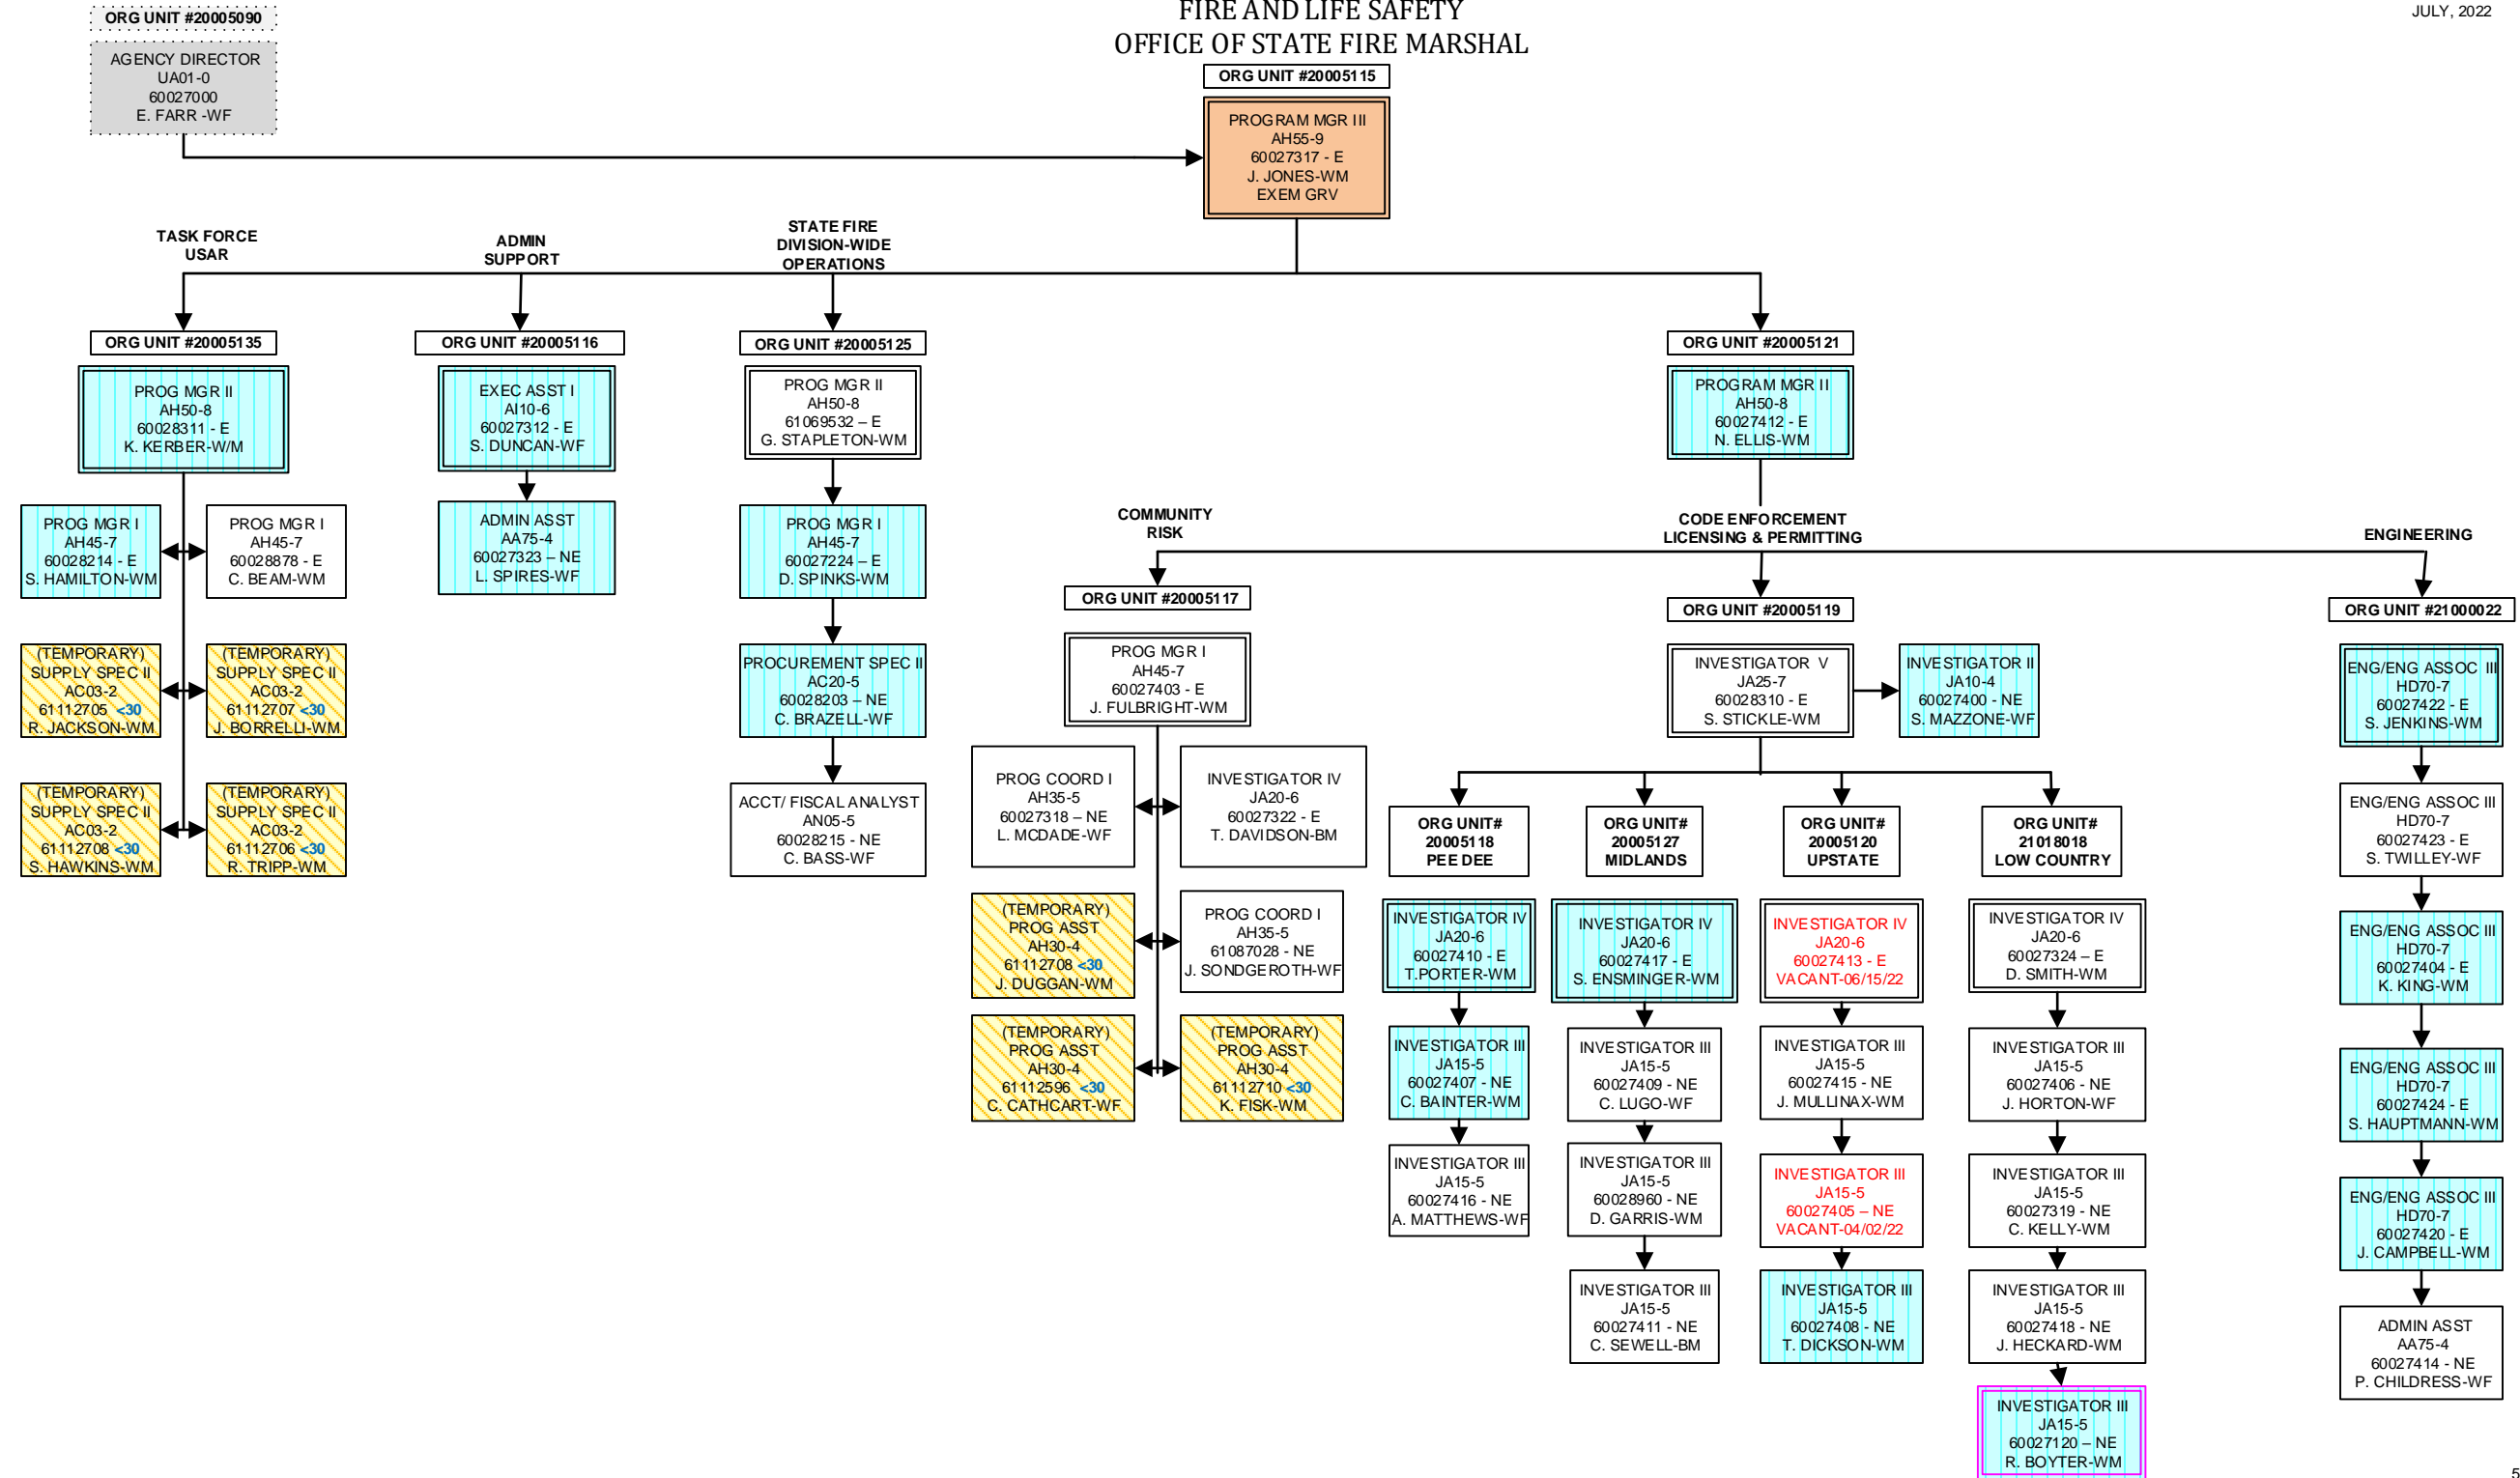 ORG UNIT #20005090
FIRE AND LIFE SAFETY
OFFICE OF STATE FIRE MARSHAL
JULY, 2022
AGENCY DIRECTOR
UA01-0
60027000
E. FARR -WF
ORG UNIT #20005115
PROGRAM MGR III
AH55-9
60027317 - E
J. JONES-WM
EXEM GRV
TASK FORCE
USAR
ADMIN
SUPPORT
STATE FIRE
DIVISION-WIDE
OPERATIONS
ORG UNIT #20005135
PROG MGR II
AH50-8
60028311 - E
K. KERBER-W/M
PROG MGR I
AH45-7
60028214 - E
S. HAMILTON-WM
PROG MGR I
AH45-7
60028878 - E
C. BEAM-WM
(TEMPORARY)
SUPPLY SPEC II
AC03-2
61112705 <30
R. JACKSON-WM
(TEMPORARY)
SUPPLY SPEC II
AC03-2
61112707 <30
J. BORRELLI-WM
(TEMPORARY)
SUPPLY SPEC II
AC03-2
61112708 <30
S. HAWKINS-WM
(TEMPORARY)
SUPPLY SPEC II
AC03-2
61112706 <30
R. TRIPP-WM
ORG UNIT #20005116
EXEC ASST I
AI10-6
60027312 - E
S. DUNCAN-WF
ADMIN ASST
AA75-4
60027323 – NE
L. SPIRES-WF
ORG UNIT #20005125
PROG MGR II
AH50-8
61069532 – E
G. STAPLETON-WM
PROG MGR I
AH45-7
60027224 – E
D. SPINKS-WM
PROCUREMENT SPEC II
AC20-5
60028203 – NE
C. BRAZELL-WF
ACCT/ FISCAL ANALYST
AN05-5
60028215 - NE
C. BASS-WF
ORG UNIT #20005121
PROGRAM MGR II
AH50-8
60027412 - E
N. ELLIS-WM
COMMUNITY
RISK
CODE ENFORCEMENT
LICENSING & PERMITTING
ENGINEERING
ORG UNIT #20005117
PROG MGR I
AH45-7
60027403 - E
J. FULBRIGHT-WM
PROG COORD I
AH35-5
60027318 – NE
L. MCDADE-WF
INVESTIGATOR IV
JA20-6
60027322 - E
T. DAVIDSON-BM
(TEMPORARY)
PROG ASST
AH30-4
61112708 <30
J. DUGGAN-WM
PROG COORD I
AH35-5
61087028 - NE
J. SONDGEROTH-WF
(TEMPORARY)
PROG ASST
AH30-4
61112596 <30
C. CATHCART-WF
(TEMPORARY)
PROG ASST
AH30-4
61112710 <30
K. FISK-WM
ORG UNIT #20005119
INVESTIGATOR V
JA25-7
60028310 - E
S. STICKLE-WM
INVESTIGATOR II
JA10-4
60027400 - NE
S. MAZZONE-WF
ORG UNIT#
20005118
PEE DEE
INVESTIGATOR IV
JA20-6
60027410 – E
T.PORTER-WM
INVESTIGATOR III
JA15-5
60027407 - NE
C. BAINTER-WM
INVESTIGATOR III
JA15-5
60027416 - NE
A. MATTHEWS-WF
ORG UNIT#
20005127
MIDLANDS
INVESTIGATOR IV
JA20-6
60027417 - E
S. ENSMINGER-WM
INVESTIGATOR III
JA15-5
60027409 - NE
C. LUGO-WF
INVESTIGATOR III
JA15-5
60028960 - NE
D. GARRIS-WM
INVESTIGATOR III
JA15-5
60027411 - NE
C. SEWELL-BM
ORG UNIT#
20005120
UPSTATE
INVESTIGATOR IV
JA20-6
60027413 - E
VACANT-06/15/22
INVESTIGATOR III
JA15-5
60027415 - NE
J. MULLINAX-WM
INVESTIGATOR III
JA15-5
60027405 – NE
VACANT-04/02/22
INVESTIGATOR III
JA15-5
60027408 - NE
T. DICKSON-WM
ORG UNIT#
21018018
LOW COUNTRY
INVESTIGATOR IV
JA20-6
60027324 – E
D. SMITH-WM
INVESTIGATOR III
JA15-5
60027406 - NE
J. HORTON-WF
INVESTIGATOR III
JA15-5
60027319 - NE
C. KELLY-WM
INVESTIGATOR III
JA15-5
60027418 - NE
J. HECKARD-WM
INVESTIGATOR III
JA15-5
60027120 – NE
R. BOYTER-WM
ORG UNIT #21000022
ENG/ENG ASSOC III
HD70-7
60027422 - E
S. JENKINS-WM
ENG/ENG ASSOC III
HD70-7
60027423 - E
S. TWILLEY-WF
ENG/ENG ASSOC III
HD70-7
60027404 - E
K. KING-WM
ENG/ENG ASSOC III
HD70-7
60027424 - E
S. HAUPTMANN-WM
ENG/ENG ASSOC III
HD70-7
60027420 - E
J. CAMPBELL-WM
ADMIN ASST
AA75-4
60027414 - NE
P. CHILDRESS-WF
5